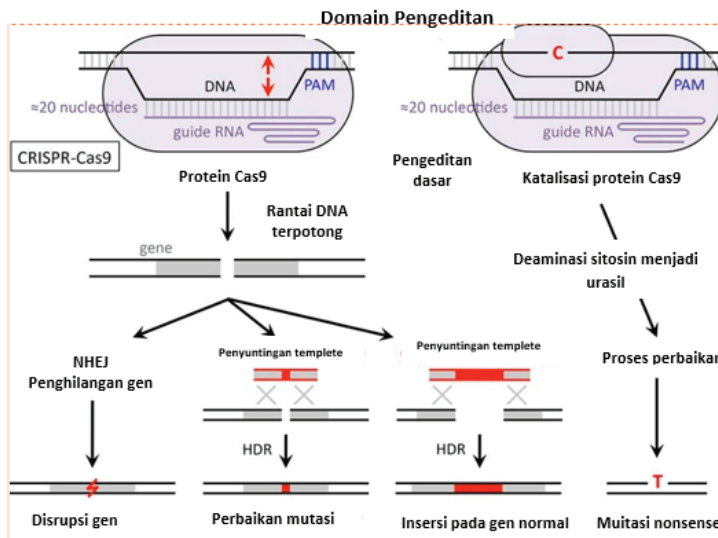 Domain Pengeditan
DNA
PAM
≈20 nucleotides
guide RNA
CRISPR-Cas9
Protein Cas9
C
DNA
PAM
≈20 nucleotides
guide RNA
Pengeditan
dasar
Katalisasi protein Cas9
Rantai DNA
terpotong
gene
Deaminasi sitosin menjadi
urasil
NHEJ
Penghilangan gen
Penyuntingan templete
Penyuntingan templete
Proses perbaikan
HDR
HDR
T
Disrupsi gen
Perbaikan mutasi
Insersi pada gen normal
Muitasi nonsense